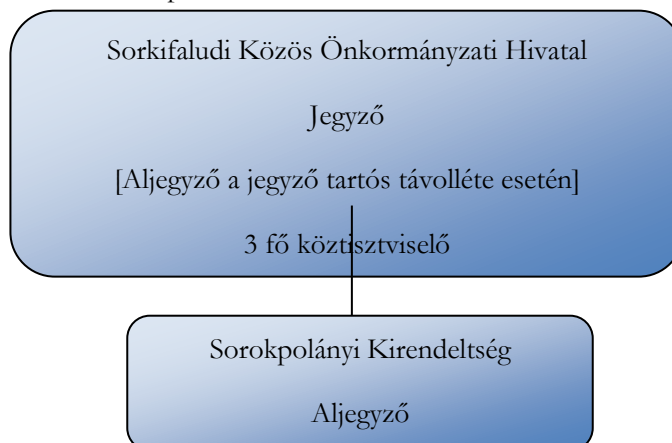 Sorkifaludi Közös Önkormányzati Hivatal
Jegyző
[Aljegyző a jegyző tartós távolléte esetén]
3 fő köztisztviselő
Sorokpolányi Kirendeltség
Aljegyző